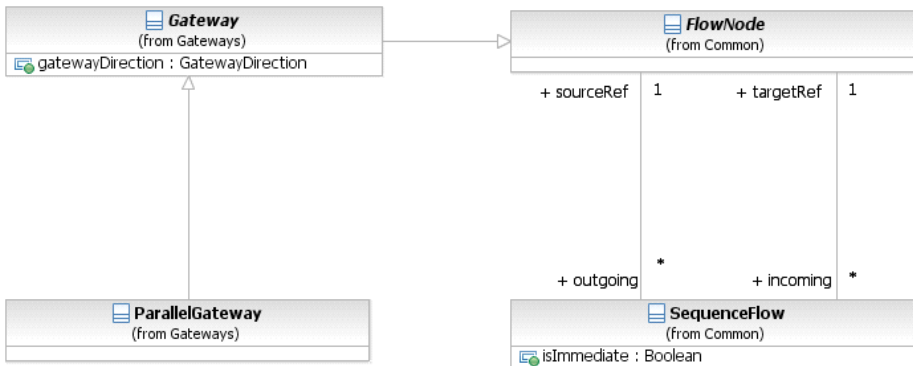 Gateway
(from Gateways)
gatewayDirection : GatewayDirection
FlowNode
(from Common)
+ sourceRef 1
+ targetRef 1
+ outgoing *
+ incoming *
ParallelGateway
(from Gateways)
SequenceFlow
(from Common)
isImmediate : Boolean